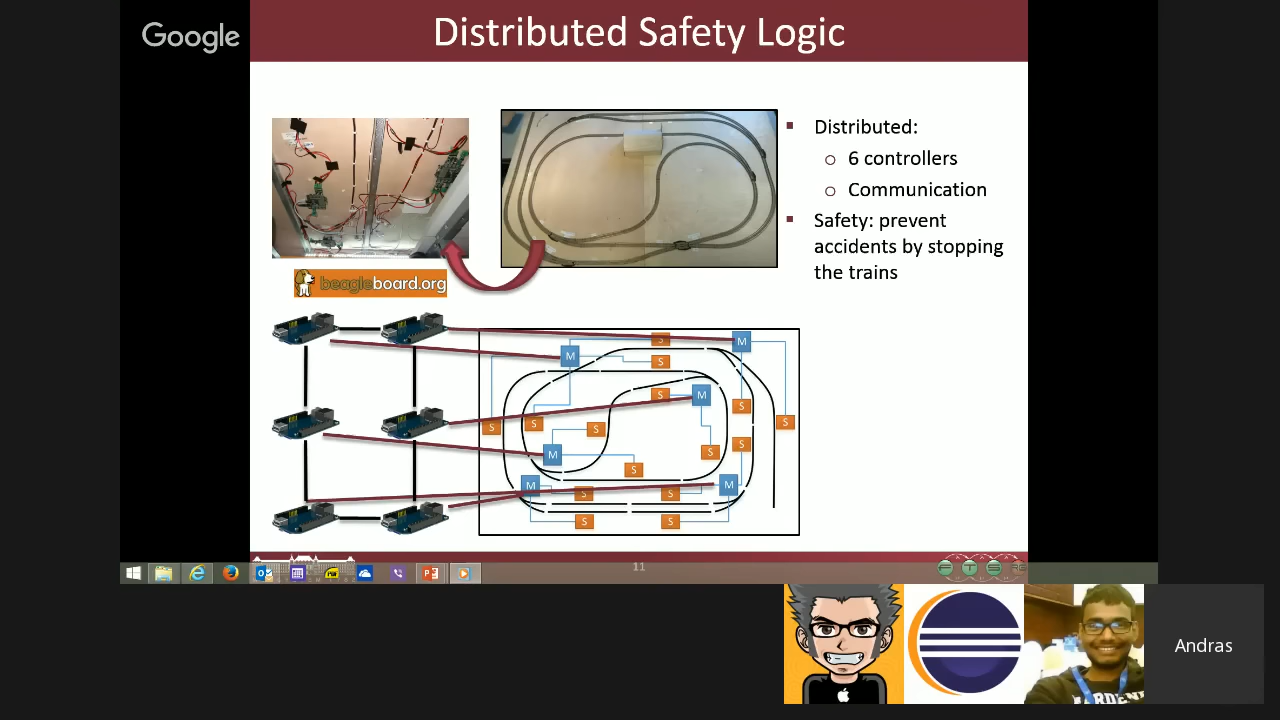 Google
Distributed Safety Logic
Distributed:
6 controllers
Communication
Safety: prevent
accidents by stopping
the trains
beagleboard.org
S
M
M
S
S
M
S
S
S
S
S
S
M
S
S
S
M
M
S
S
S
S
11
Andras